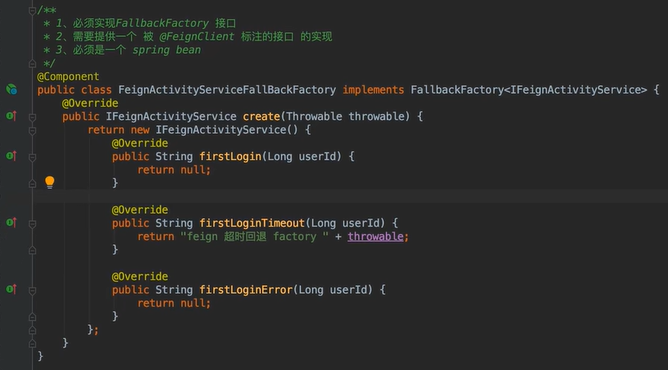 /**
 * 1、必须实现FallbackFactory 接口
 * 2、需要提供一个 被 @FeignClient 标注的接口 的实现
 * 3、必须是一个 spring bean
 */
@Component
public class FeignActivityServiceFallBackFactory implements FallbackFactory<IFeignActivityService> {
    @Override
    public IFeignActivityService create(Throwable throwable) {
        return new IFeignActivityService() {
            @Override
            public String firstLogin(Long userId) {
                return null;
            }
            @Override
            public String firstLoginTimeout(Long userId) {
                return "feign 超时回退 factory " + throwable;
            }
            @Override
            public String firstLoginError(Long userId) {
                return null;
            }
        };
    }
}